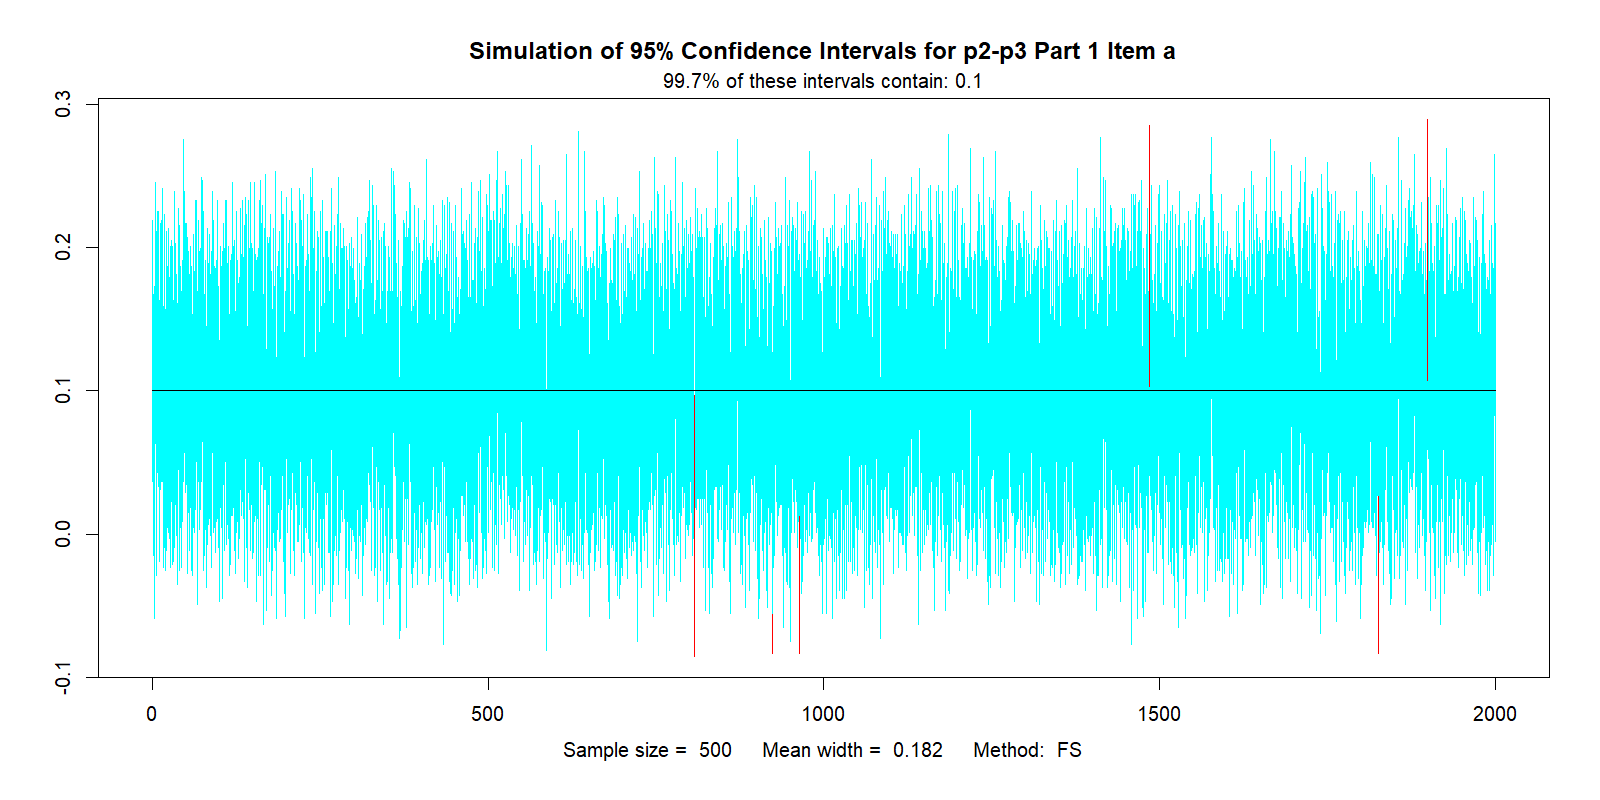 Simulation of 95% Confidence Intervals for p2-p3 Part 1 Item a
99.7% of these intervals contain: 0.1
0.3
0.2
0.1
0.0
-0.1
0 500 1000 1500 2000
Sample size = 500 Mean width = 0.182 Method: FS